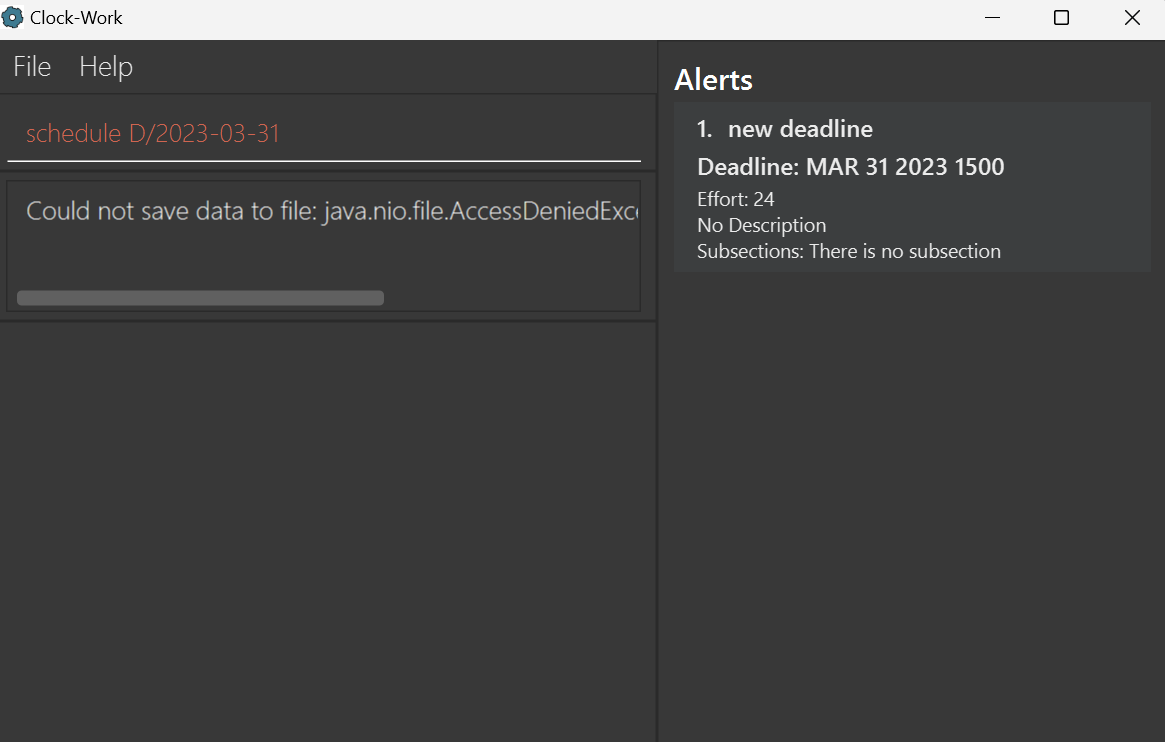 Clock-Work
File Help
schedule D/2023-03-31
Could not save data to file: java.nio.file.AccessDeniedExc
Alerts
1. new deadline
Deadline: MAR 31 2023 1500
Effort: 24
No Description
Subsections: There is no subsection